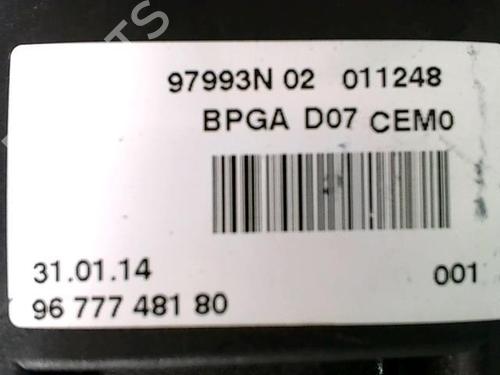 97993N 02 011248
BPGA D07 CEM0
31.01.14 001
96 777 481 80